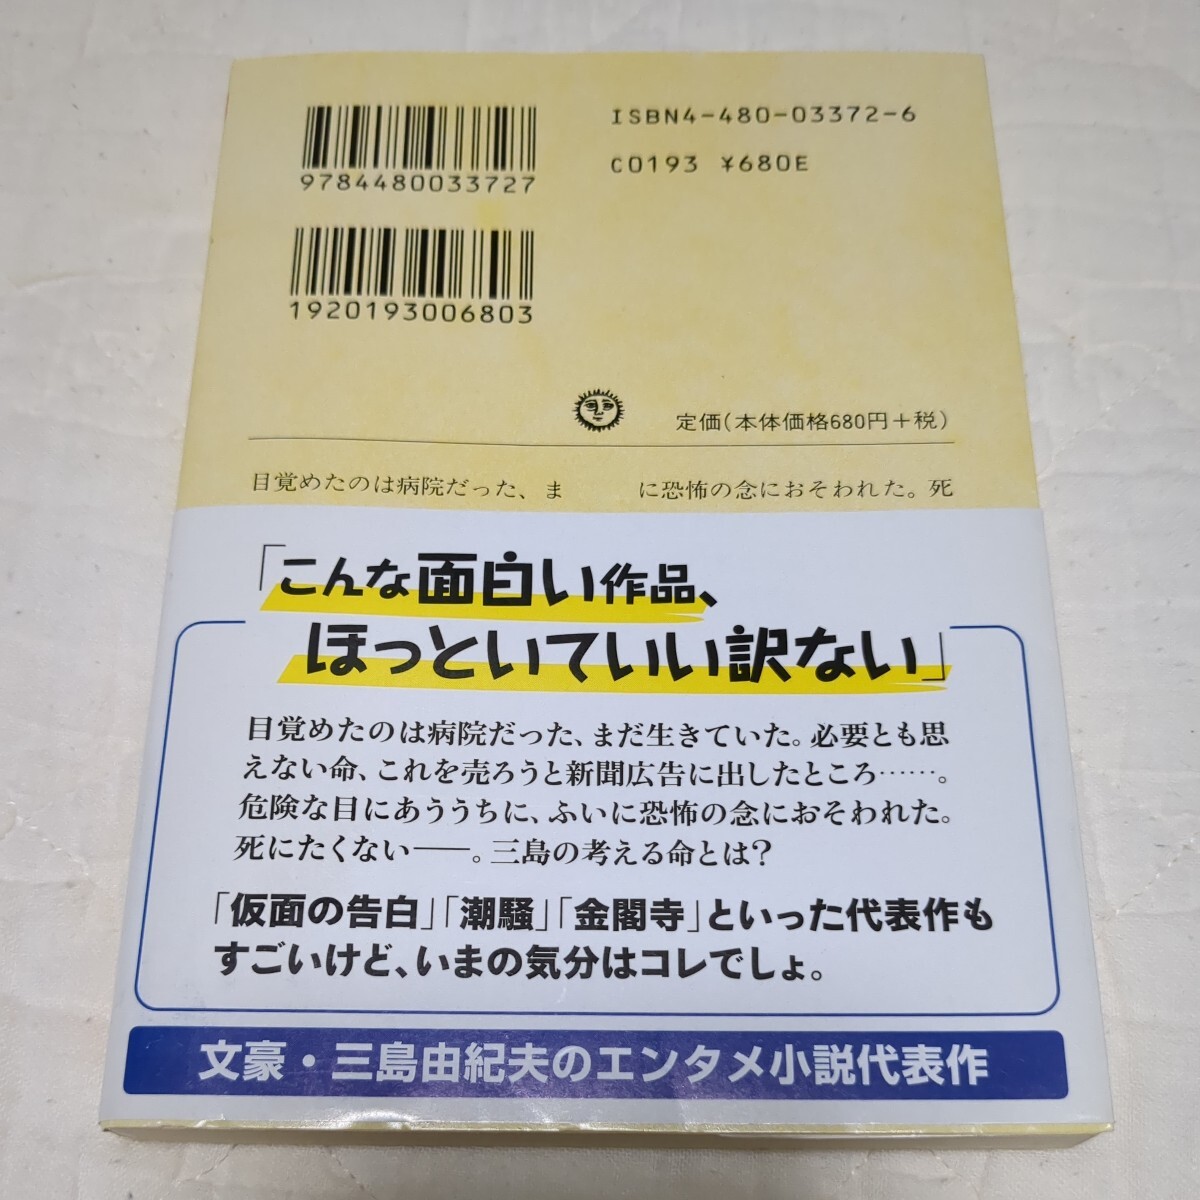 9784480033727
ISBN4-480-03372-6
C0193 ¥680E
1920193006803
定価(本体価格680円+税)
目覚めたのは病院だった、ま
に恐怖の念におそわれた。死
「こんな面白い作品、
ほっといていい訳ない」
目覚めたのは病院だった、まだ生きていた。必要とも思
えない命、これを売ろうと新聞広告に出したところ……。
危険な目にあううちに、ふいに恐怖の念におそわれた。
死にたくない――。三島の考える命とは?
「仮面の告白」「潮騒」「金閣寺」といった代表作も
すごいけど、いまの気分はコレでしょ。
文豪・三島由紀夫のエンタメ小説代表作